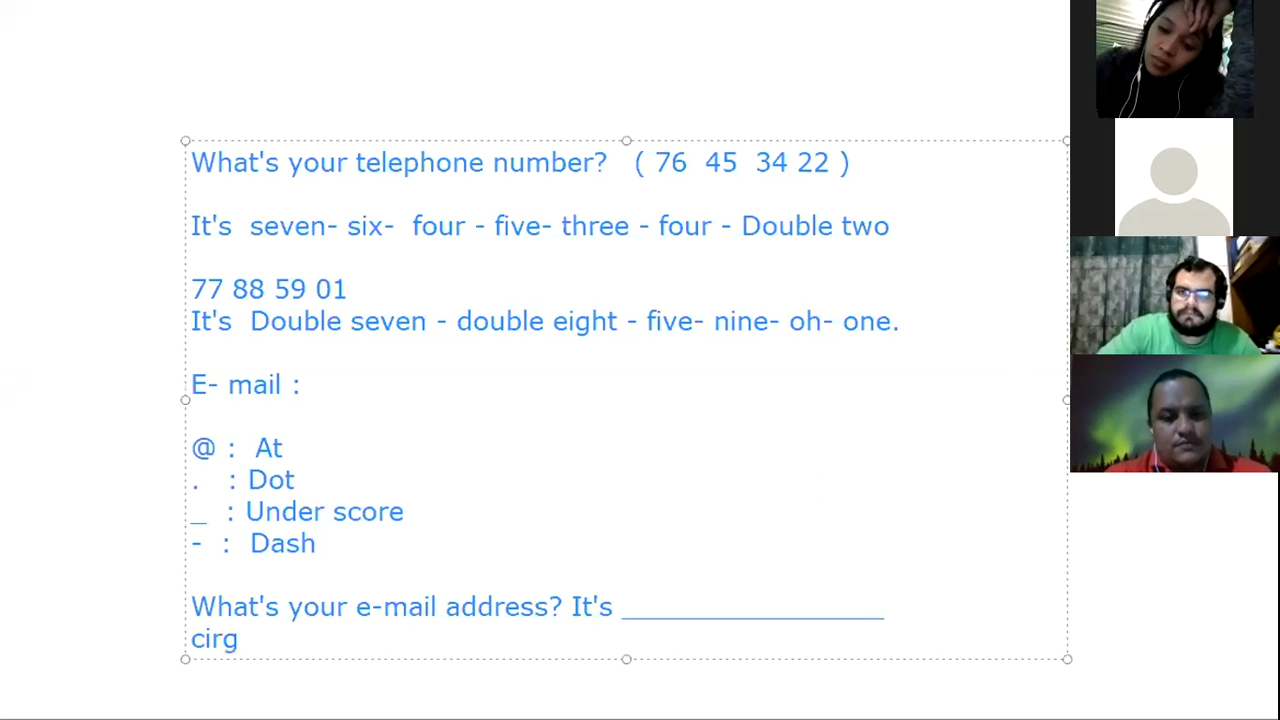 What's your telephone number? ( 76 45 34 22 )
It's seven- six- four - five- three - four - Double two
77 88 59 01
It's Double seven - double eight - five- nine- oh- one.
E- mail :
@ : At
. : Dot
_ : Under score
- : Dash
What's your e-mail address? It's ___________________
cirg